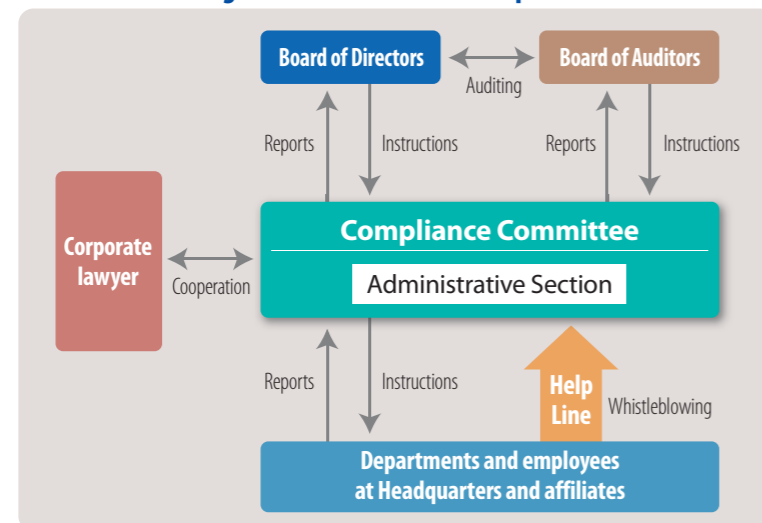 Board of Directors
Board of Auditors
Auditing
Reports
Instructions
Reports
Instructions
Corporate
lawyer
Cooperation
Compliance Committee
Administrative Section
Reports
Instructions
Help
Line
Whistleblowing
Departments and employees
at Headquarters and affiliates